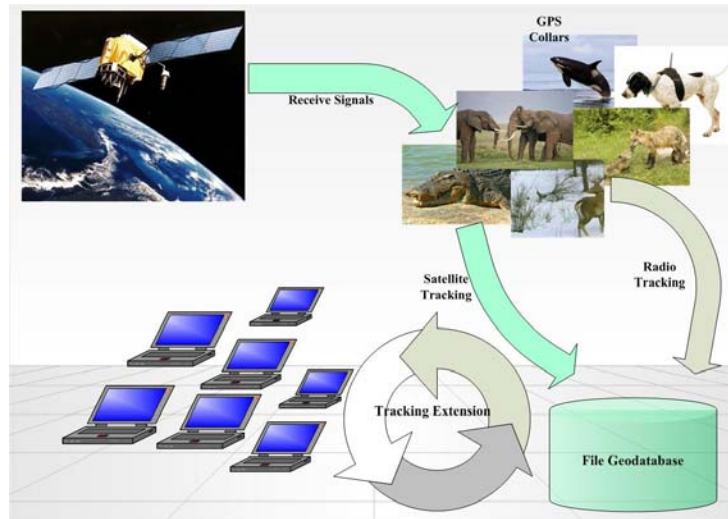 GPS
Collars
Receive Signals
Satellite
Tracking
Radio
Tracking
Tracking Extension
File Geodatabase